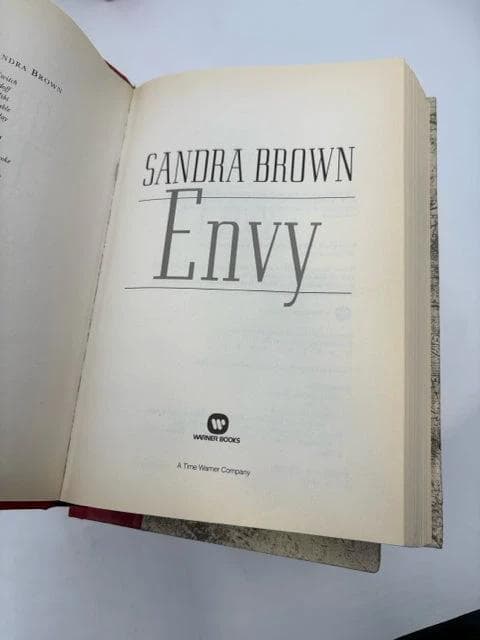 SANDRA BROWN
Envy
WARNER BOOKS
A Time Warner Company